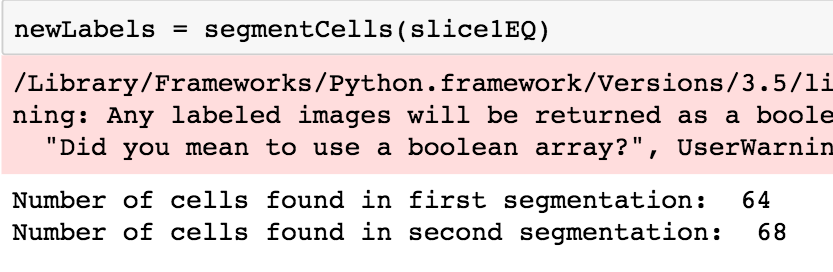 newLabels = segmentCells(slice1EQ)
/Library/Frameworks/Python.framework/Versions/3.5/li
ning: Any labeled images will be returned as a boole
"Did you mean to use a boolean array?", UserWarnin
Number of cells found in first segmentation:  64
Number of cells found in second segmentation:  68